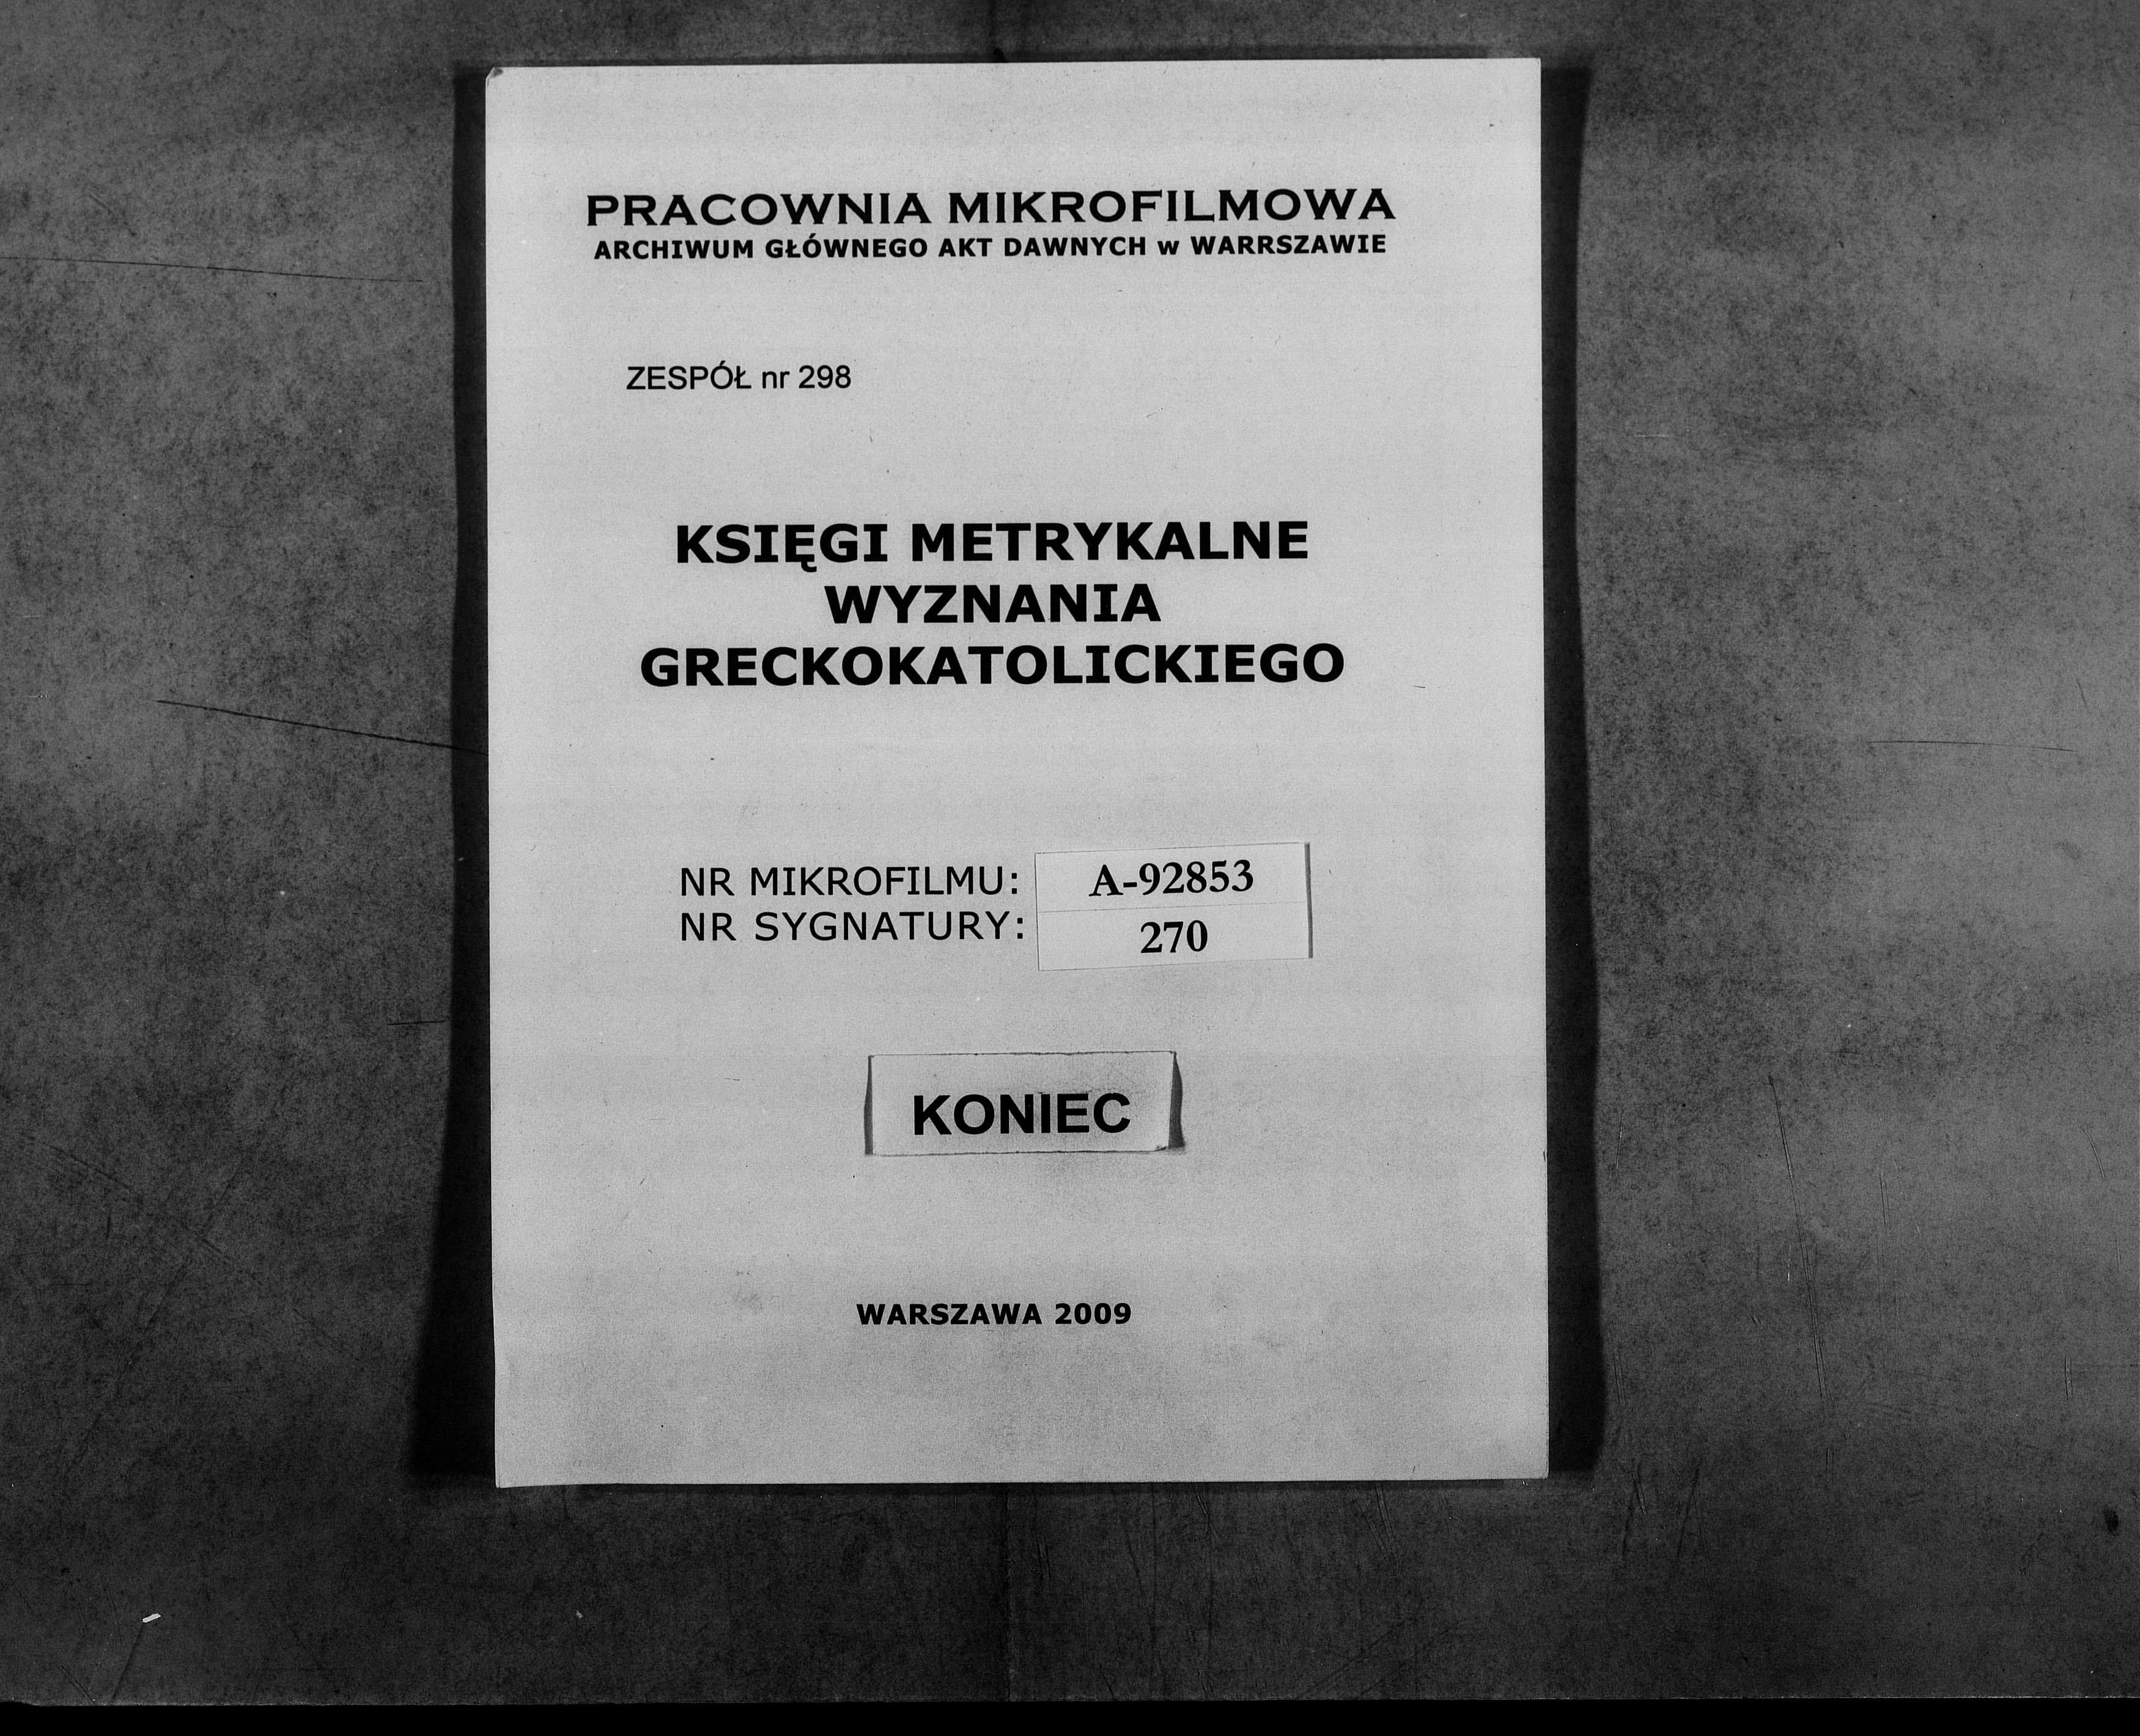 PRACOWNIA MIKROFILMOWA
ARCHIWUM GŁÓWNEGO AKT DAWNYCH w WARRSZAWIE
ZESPÓŁ nr 298
KSIĘGI METRYKALNE
WYZNANIA
GRECKOKATOLICKIEGO
NR MIKROFILMU: A-92853
NR SYGNATURY: 270
KONIEC
WARSZAWA 2009